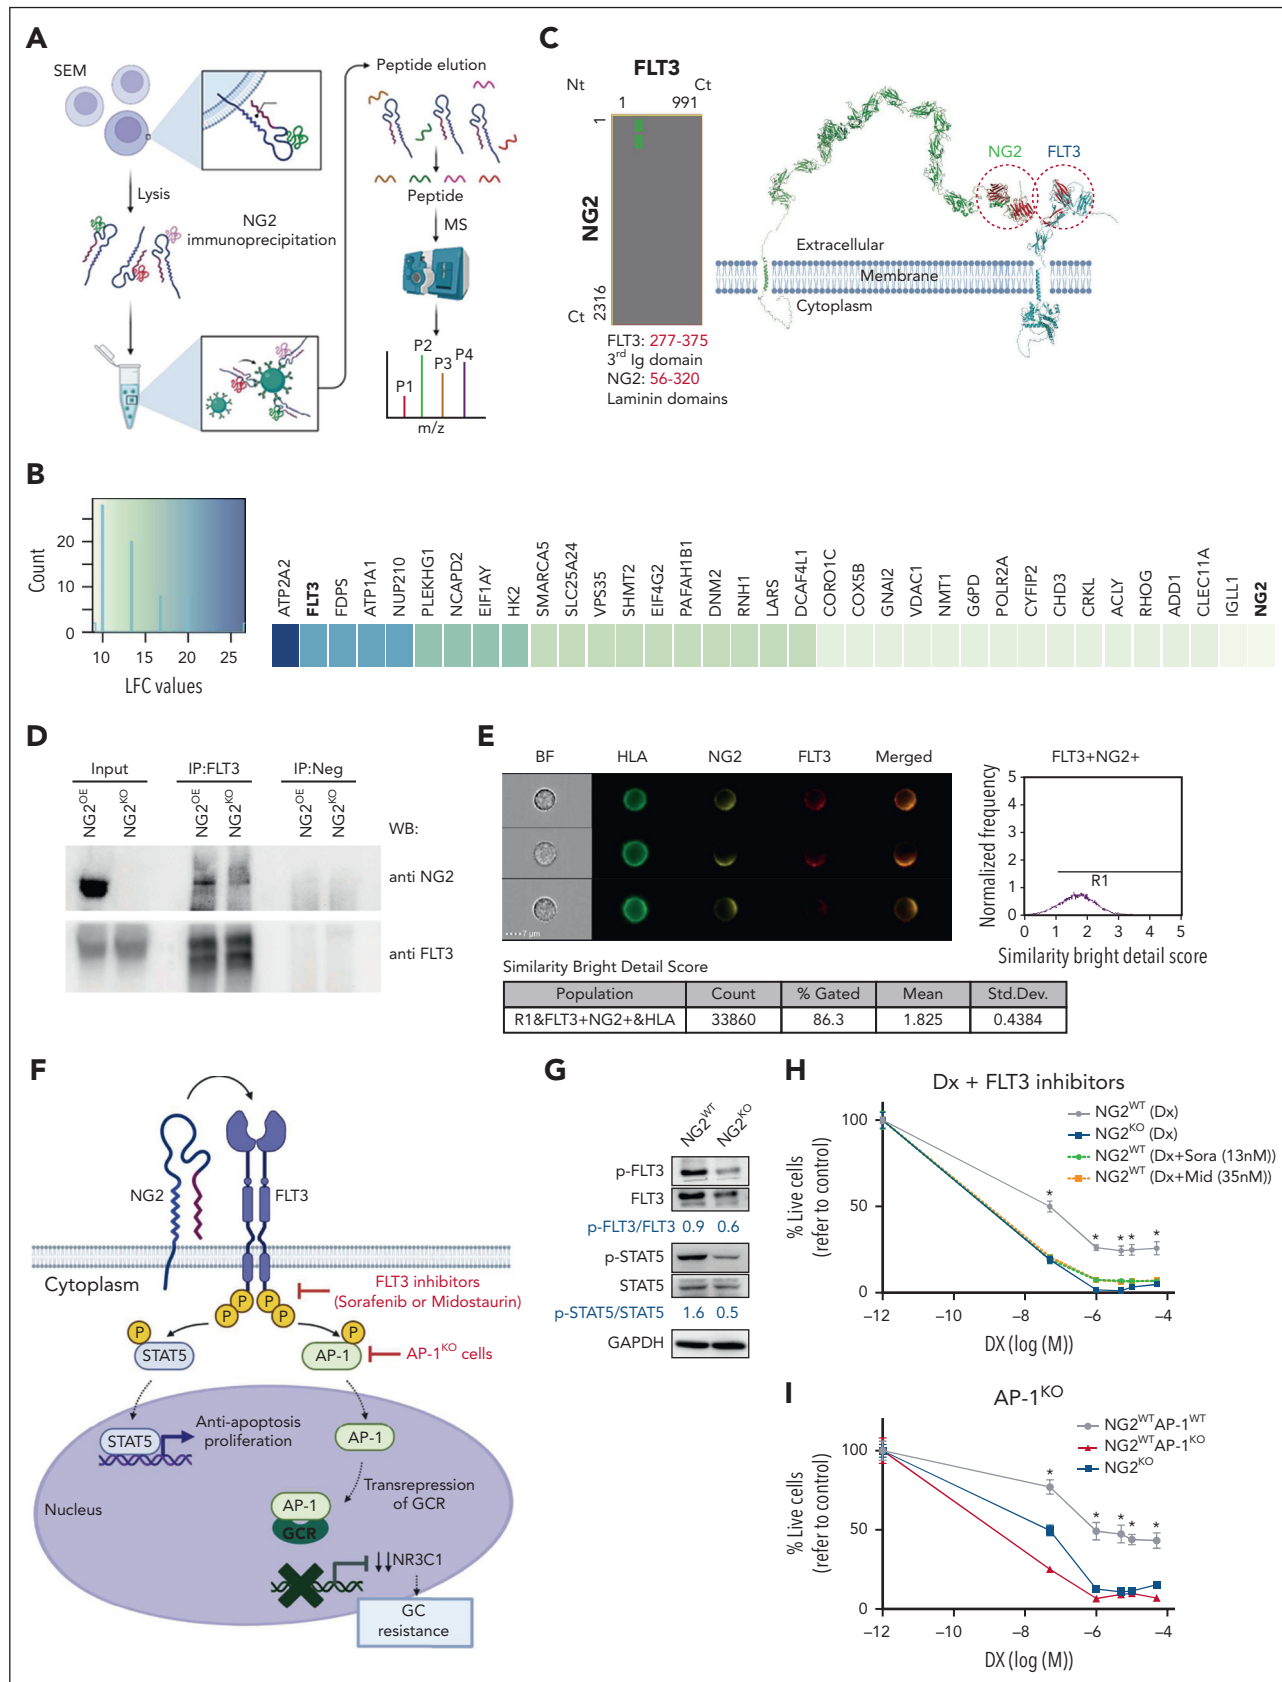 A
SEM
Lysis
NG2
immunoprecipitation
Peptide elution
Peptide
MS
P1
P2
P3
P4
m/z
C
FLT3
Nt
Ct
1
991
1
NG2
2316
Ct
FLT3: 277-375
3rd Ig domain
NG2: 56-320
Laminin domains
NG2
FLT3
Extracellular
Membrane
Cytoplasm
B
Count
20
10
0
10
15
20
25
LFC values
ATP2A2
FLT3
FDPS
ATP1A1
NUP210
PLEKHG1
NCAPD2
EIF1AY
HK2
SMARCA5
SLC25A24
VPS35
SHMT2
EIF4G2
PAFAH1B1
DNM2
RNH1
LARS
DCAF4L1
CORO1C
COX5B
GNAI2
VDAC1
NMT1
G6PD
POLR2A
CYFIP2
CHD3
CRKL
ACLY
RHOG
ADD1
CLEC11A
IGLL1
NG2
D
Input
IP:FLT3
IP:Neg
NG2OE
NG2KO
NG2OE
NG2KO
NG2OE
NG2KO
WB:
anti NG2
anti FLT3
E
BF
HLA
NG2
FLT3
Merged
7 µm
FLT3+NG2+
Normalized frequency
5
4
3
2
1
0
R1
0
1
2
3
4
5
Similarity bright detail score
Similarity Bright Detail Score
Population Count % Gated Mean Std.Dev.
R1&FLT3+NG2+&HLA 33860 86.3 1.825 0.4384
F
NG2
FLT3
Cytoplasm
P
P
P
P
FLT3 inhibitors
(Sorafenib or Midostaurin)
P
STAT5
P
AP-1
AP-1KO cells
STAT5
Anti-apoptosis
proliferation
AP-1
Transrepression
of GCR
Nucleus
AP-1
GCR
NR3C1
GC
resistance
G
NG2WT
NG2KO
p-FLT3
FLT3
p-FLT3/FLT3 0.9 0.6
p-STAT5
STAT5
p-STAT5/STAT5 1.6 0.5
GAPDH
H
Dx + FLT3 inhibitors
% Live cells
(refer to control)
100
50
0
* * * * *
NG2WT (Dx)
NG2KO (Dx)
NG2WT (Dx+Sora (13nM))
NG2WT (Dx+Mid (35nM))
–12
–10
–8
–6
–4
DX (log (M))
I
AP-1KO
% Live cells
(refer to control)
100
50
0
* * * * *
NG2WTAP-1WT
NG2WTAP-1KO
NG2KO
–12
–10
–8
–6
–4
DX (log (M))